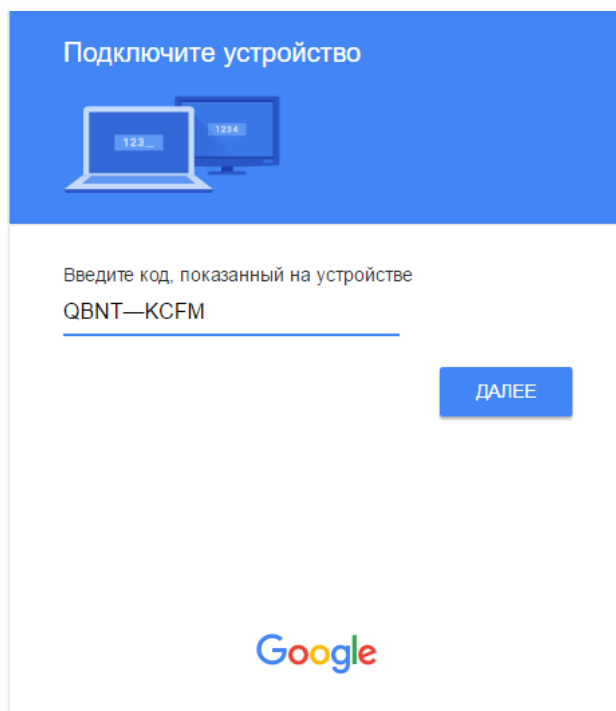 Подключите устройство
123_
1234
Введите код, показанный на устройстве
QBNT—KCFM
ДАЛЕЕ
Google